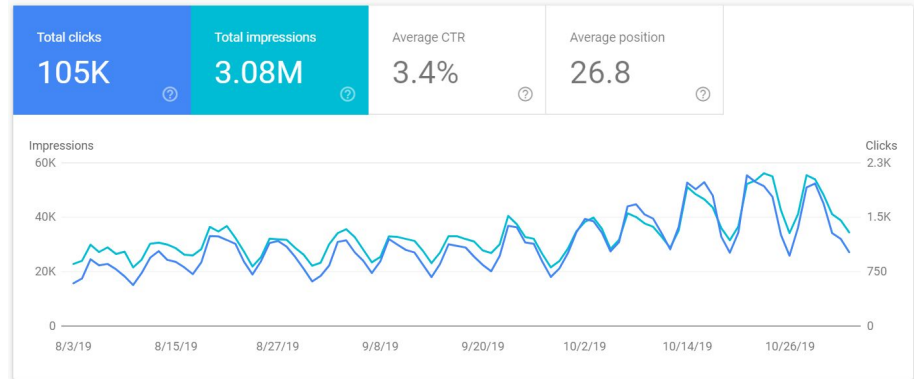 Total clicks
105K
Total impressions
3.08M
Average CTR
3.4%
Average position
26.8
Impressions
Clicks
60K
2.3K
40K
1.5K
20K
750
0
0
8/3/19
8/15/19
8/27/19
9/8/19
9/20/19
10/2/19
10/14/19
10/26/19